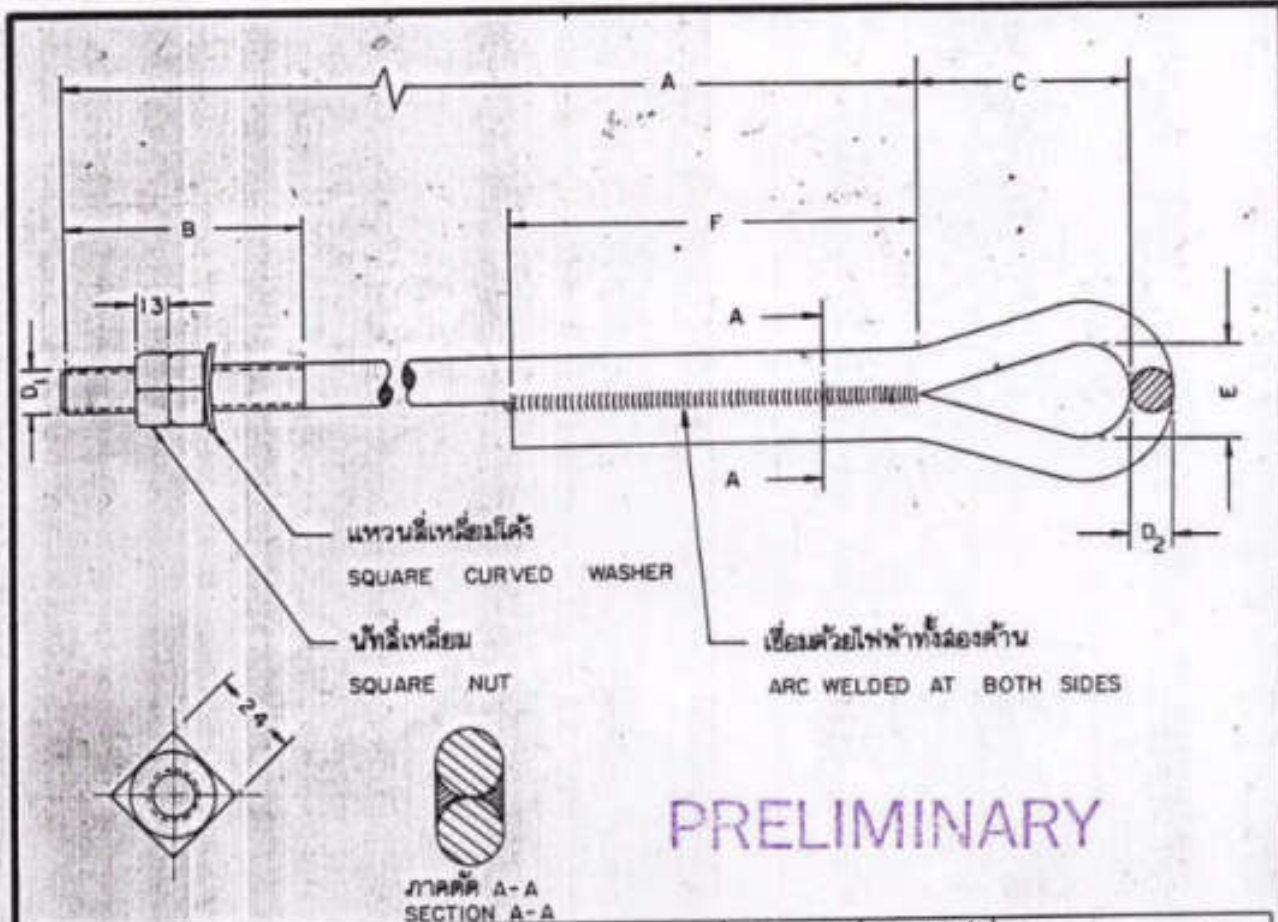 A
C
B
F
13
A
D1
E
A
D2
แหวนสี่เหลี่ยมโค้ง
SQUARE CURVED WASHER
นัทสี่เหลี่ยม
SQUARE NUT
เชื่อมด้วยไฟฟ้าทั้งสองด้าน
ARC WELDED AT BOTH SIDES
24
PRELIMINARY
ภาคตัด A-A
SECTION A-A